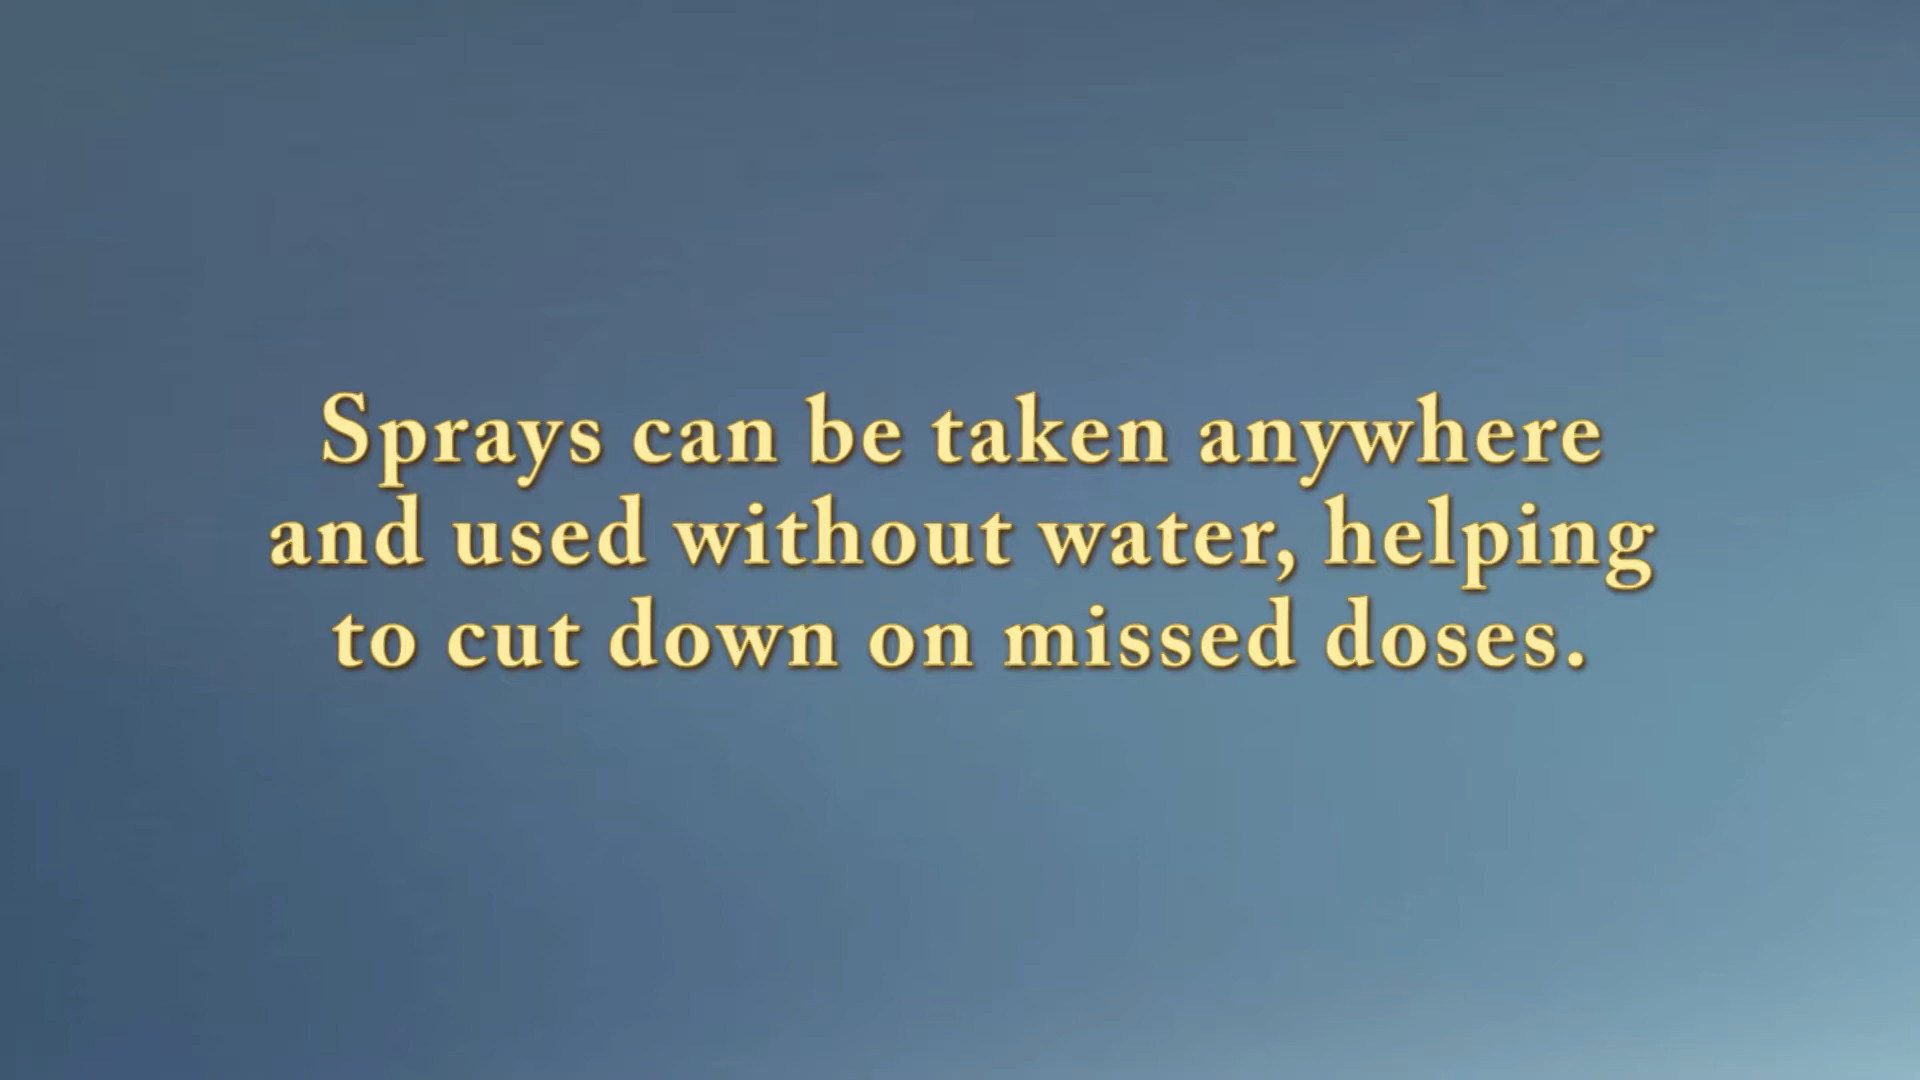 Sprays can be taken anywhere
and used without water, helping
to cut down on missed doses.